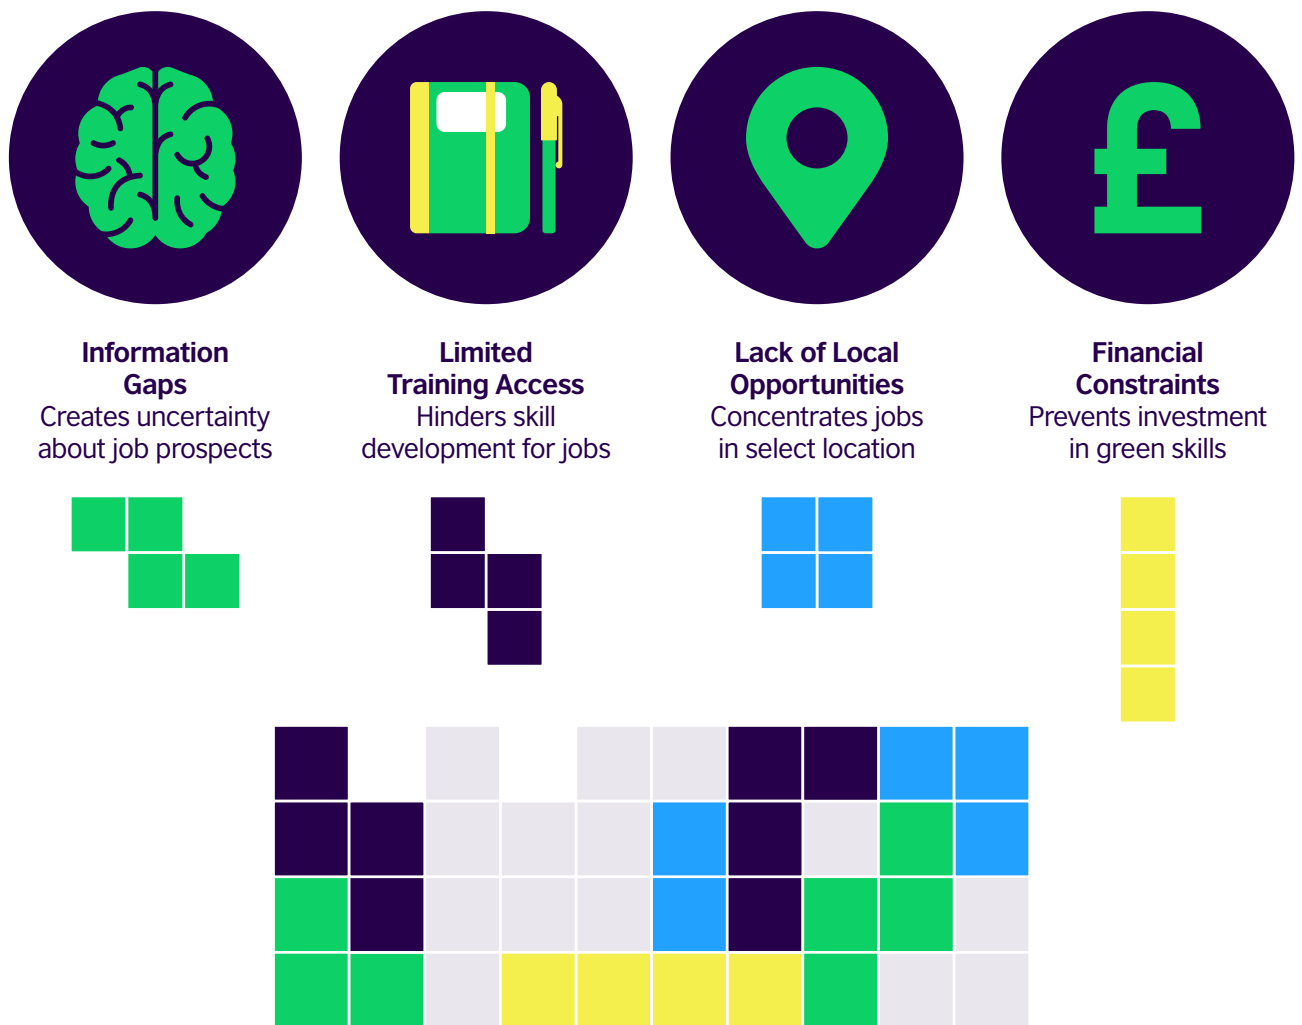 £
Information
Gaps
Creates uncertainty
about job prospects
Limited
Training Access
Hinders skill
development for jobs
Lack of Local
Opportunities
Concentrates jobs
in select location
Financial
Constraints
Prevents investment
in green skills